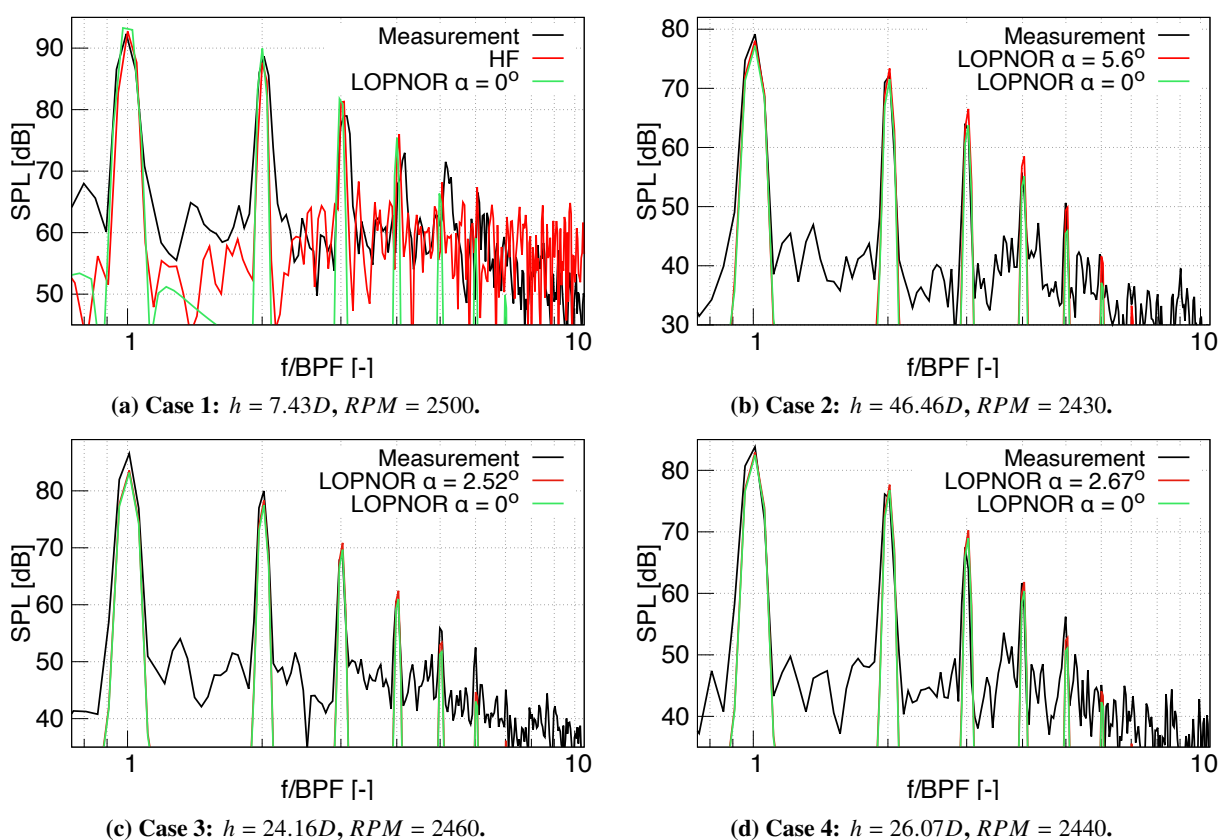 Measurement
HF
LOPNOR α = 0°
SPL [dB]
90
80
70
60
50
1
10
f/BPF [-]
(a) Case 1: h = 7.43D, RPM = 2500.
Measurement
LOPNOR α = 5.6°
LOPNOR α = 0°
SPL [dB]
80
70
60
50
40
30
1
10
f/BPF [-]
(b) Case 2: h = 46.46D, RPM = 2430.
Measurement
LOPNOR α = 2.52°
LOPNOR α = 0°
SPL [dB]
80
70
60
50
40
1
10
f/BPF [-]
(c) Case 3: h = 24.16D, RPM = 2460.
Measurement
LOPNOR α = 2.67°
LOPNOR α = 0°
SPL [dB]
80
70
60
50
40
1
10
f/BPF [-]
(d) Case 4: h = 26.07D, RPM = 2440.